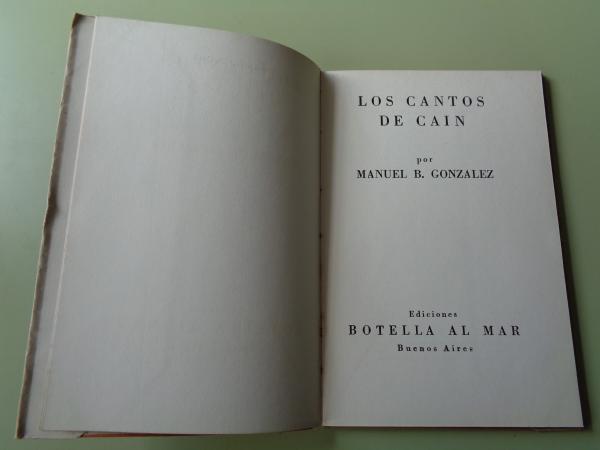 LOS CANTOS
DE CAIN
por
MANUEL B. GONZALEZ
Ediciones
BOTELLA AL MAR
Buenos Aires